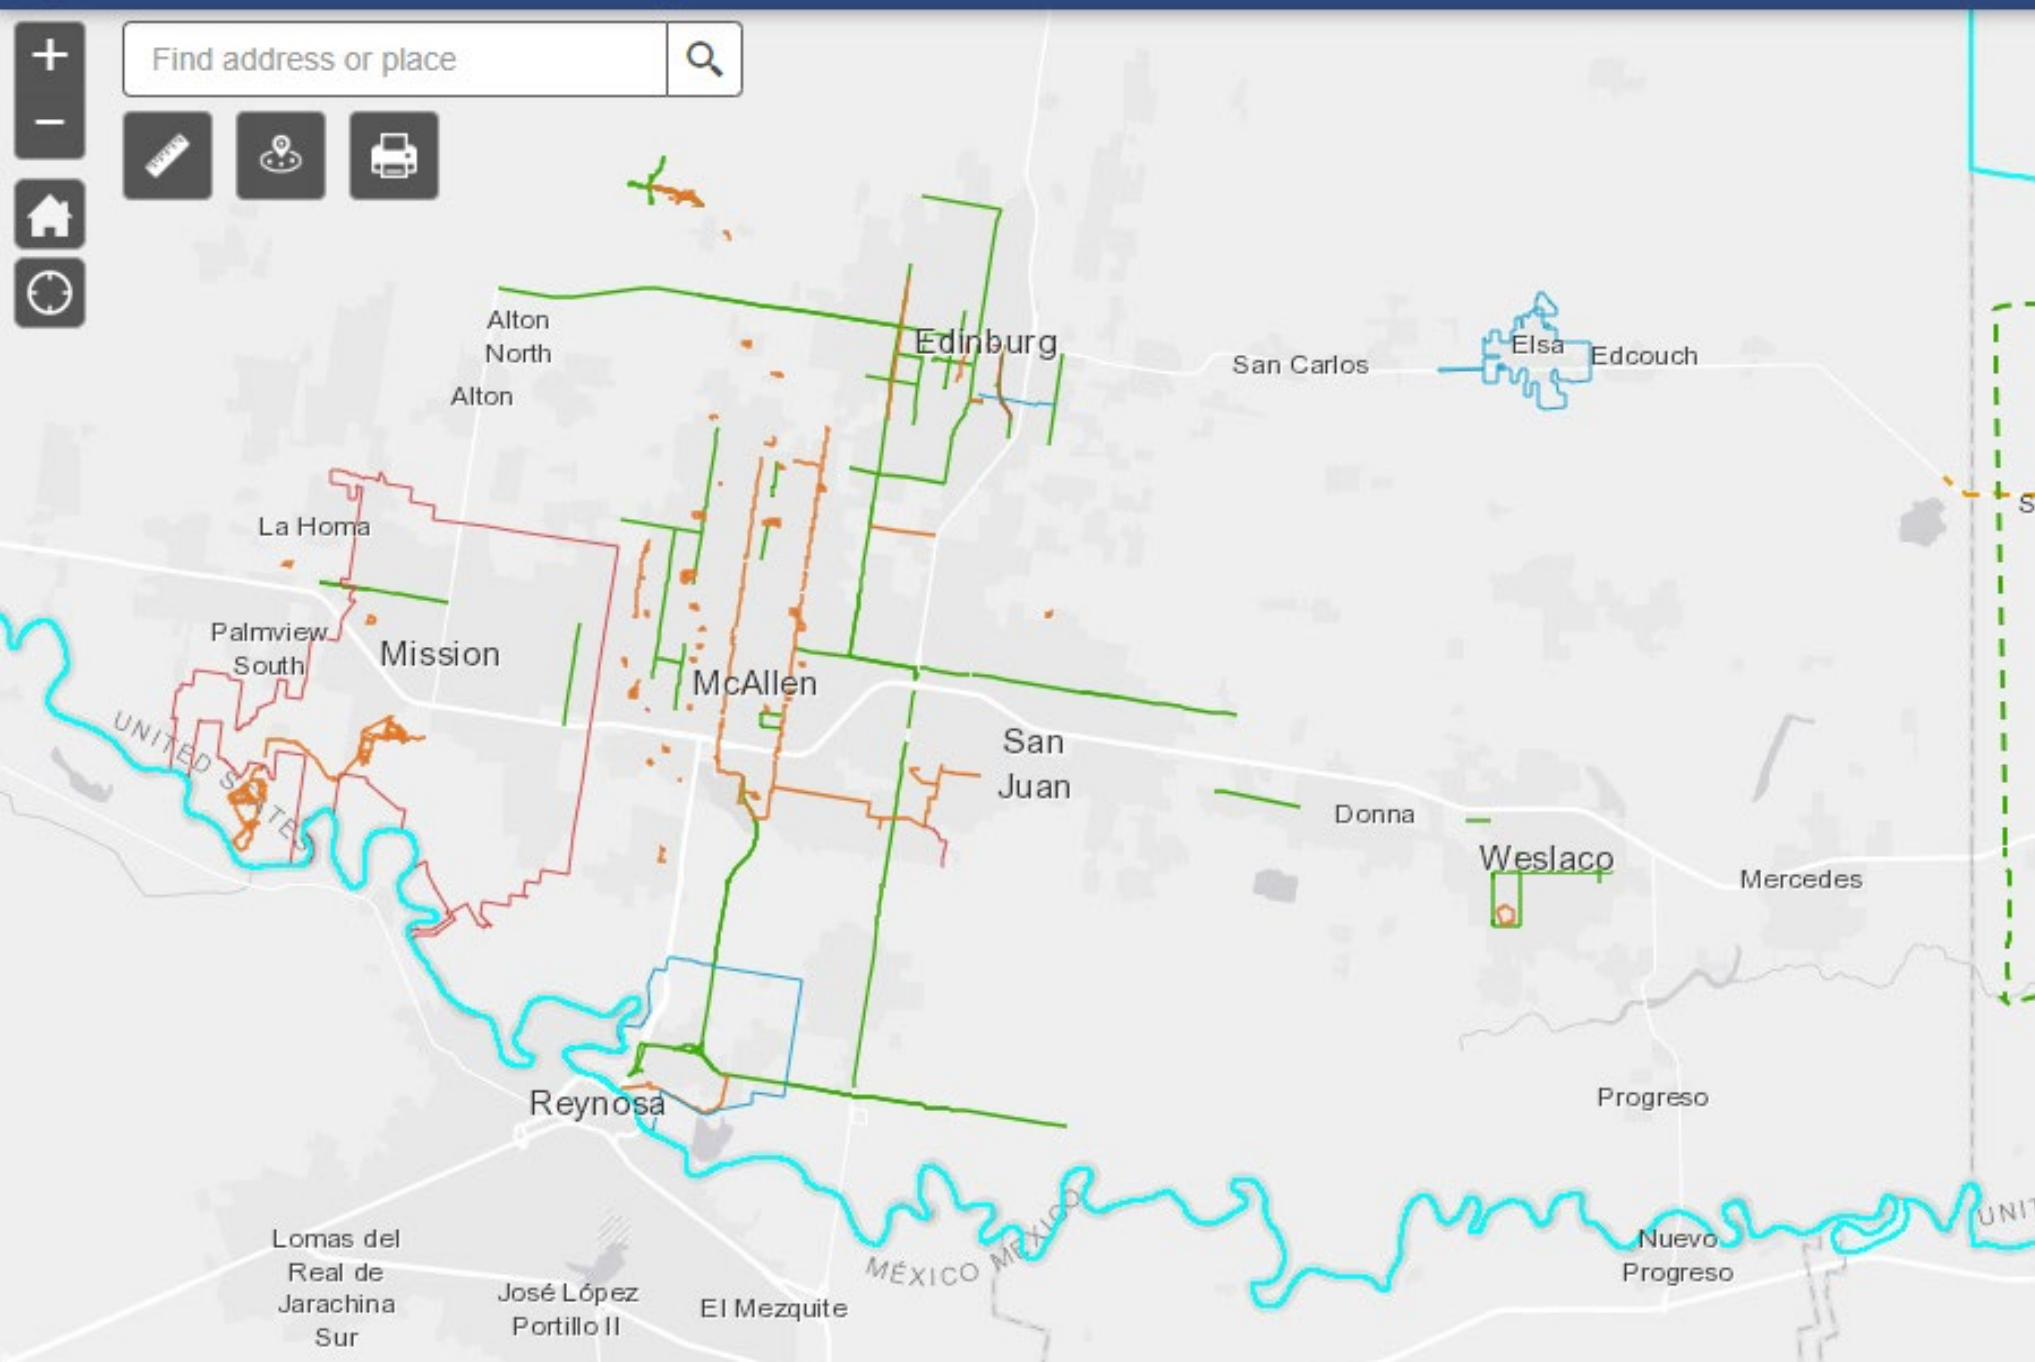 Find address or place
Alton
North
Edinburg
San Carlos
Elsa
Edcouch
Alton
La Homa
Palmview
South
Mission
McAllen
UNITED STATES
San
Juan
Donna
Weslaco
Mercedes
Reynosa
Progreso
MÉXICO
MÉXICO
Lomas del
Real de
Jarachina
Sur
José López
Portillo II
El Mezquite
Nuevo
Progreso